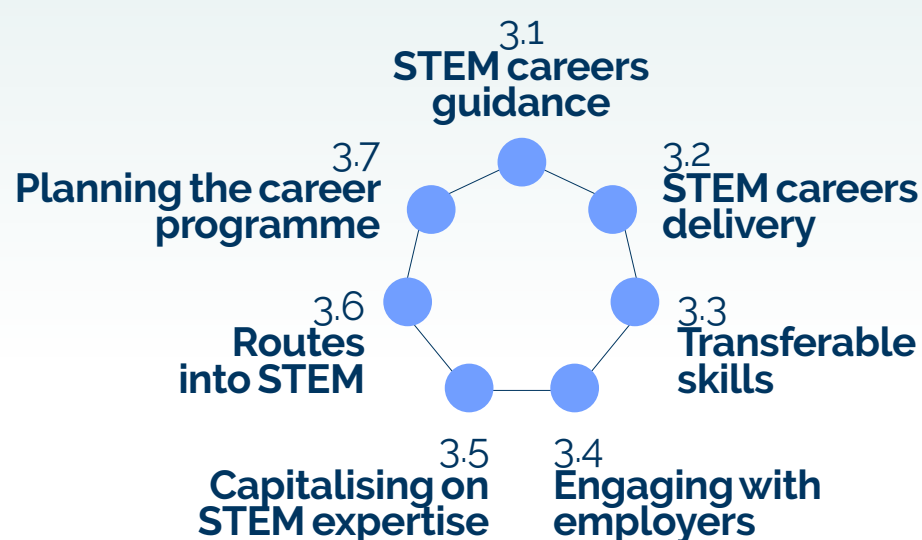 3.1
STEM careers
guidance
3.2
STEM careers
delivery
3.3
Transferable
skills
3.4
Engaging with
employers
3.5
Capitalising on
STEM expertise
3.6
Routes
into STEM
3.7
Planning the career
programme